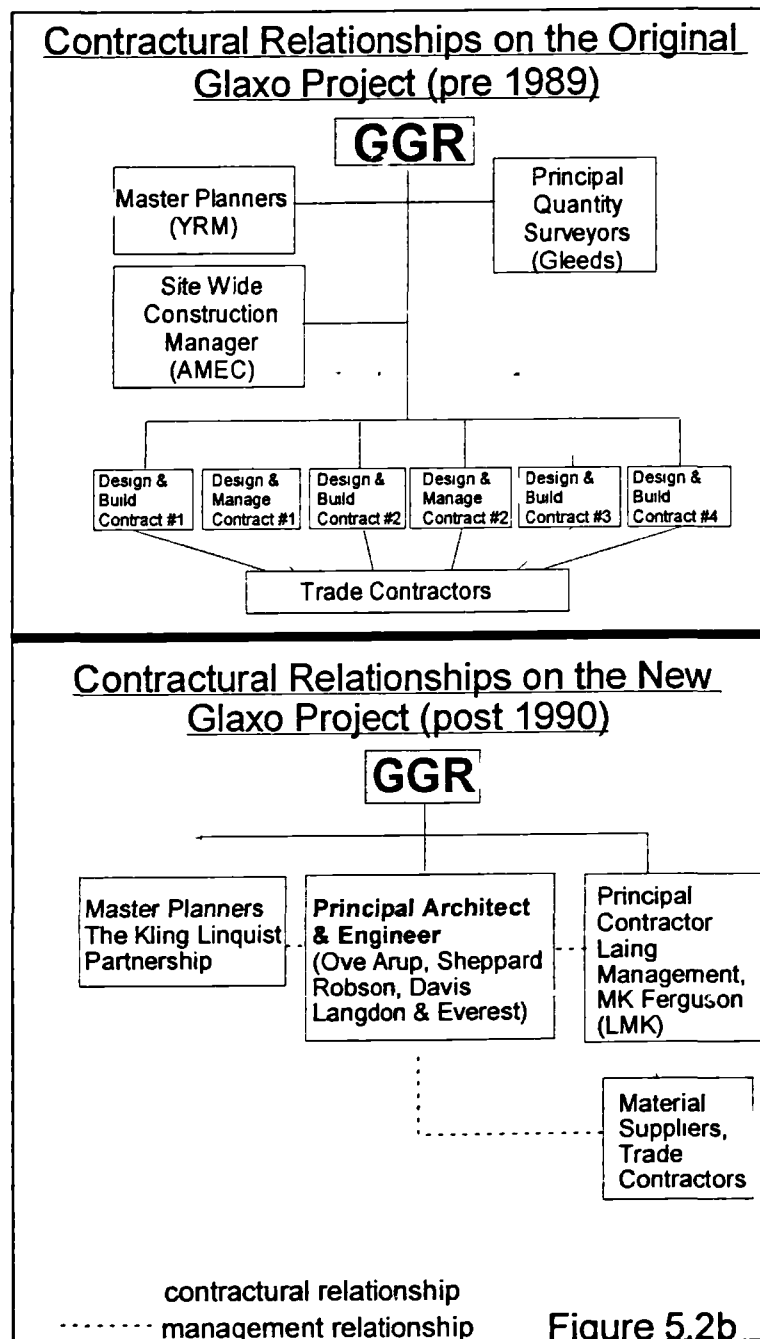 Contractural Relationships on the Original
Glaxo Project (pre 1989)
GGR
Master Planners
(YRM)
Principal
Quantity
Surveyors
(Gleeds)
Site Wide
Construction
Manager
(AMEC)
Design &
Build
Contract #1
Design &
Manage
Contract #1
Design &
Build
Contract #2
Design &
Manage
Contract #2
Design &
Build
Contract #3
Design &
Build
Contract #4
Trade Contractors
Contractural Relationships on the New
Glaxo Project (post 1990)
GGR
Master Planners
The Kling Linquist
Partnership
Principal Architect
& Engineer
(Ove Arup, Sheppard
Robson, Davis
Langdon & Everest)
Principal
Contractor
Laing
Management,
MK Ferguson
(LMK)
Material
Suppliers,
Trade
Contractors
contractural relationship
management relationship
Figure 5.2b